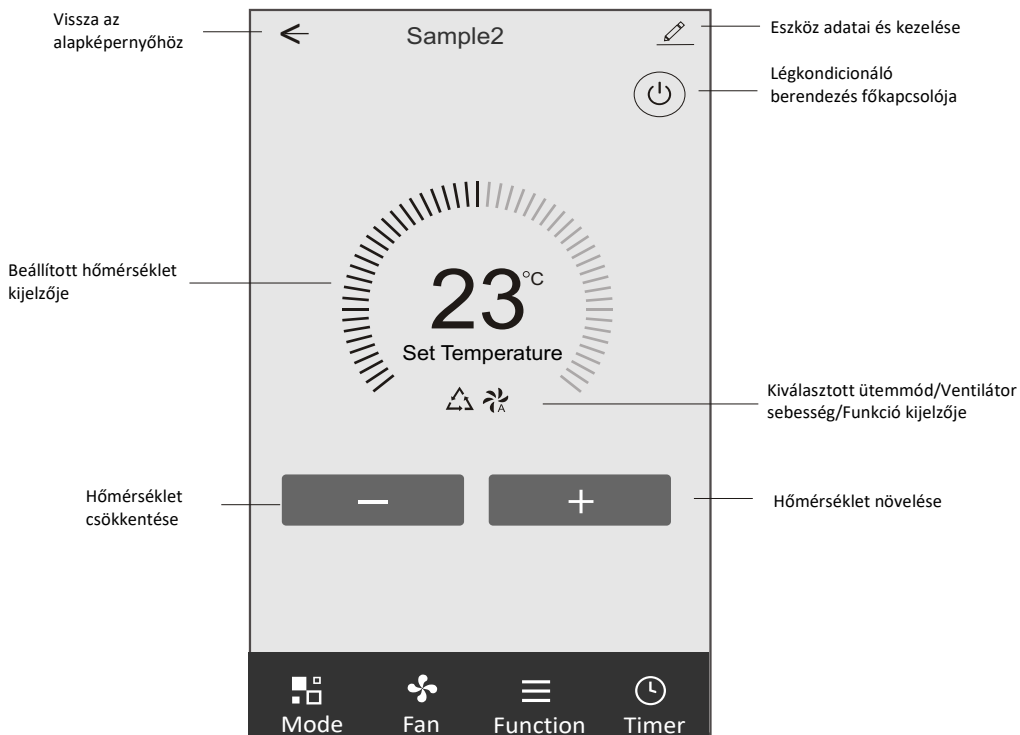 Vissza az
alapképernyőhöz
Sample2
Eszköz adatai és kezelése
Légkondicionáló
berendezés főkapcsolója
Beállított hőmérséklet
kijelzője
23°C
Set Temperature
A
Kiválasztott ütemmód/Ventilátor
sebesség/Funkció kijelzője
Hőmérséklet
csökkentése
Hőmérséklet növelése
Mode Fan Function Timer